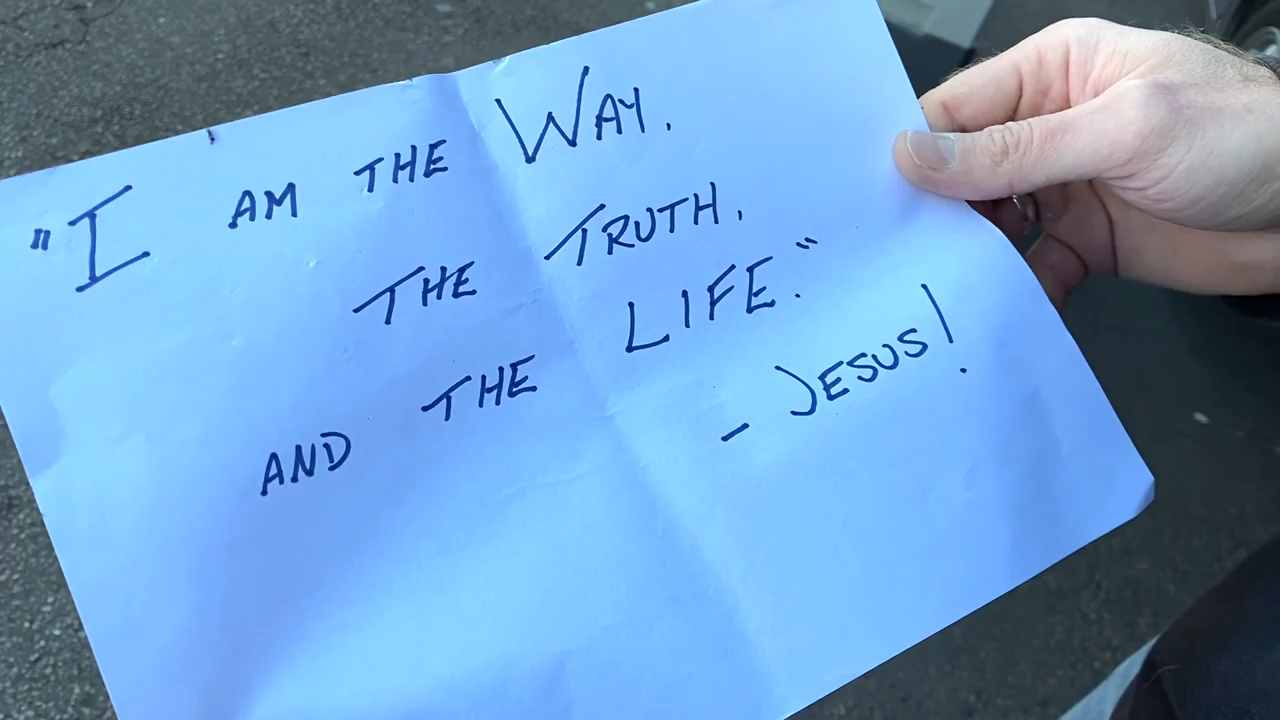 "I AM THE WAY.
THE TRUTH.
AND THE LIFE."
- JESUS!